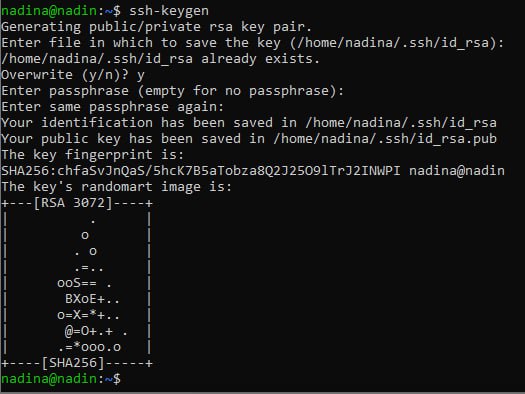 nadina@nadin:~$ ssh-keygen
Generating public/private rsa key pair.
Enter file in which to save the key (/home/nadina/.ssh/id_rsa):
/home/nadina/.ssh/id_rsa already exists.
Overwrite (y/n)? y
Enter passphrase (empty for no passphrase):
Enter same passphrase again:
Your identification has been saved in /home/nadina/.ssh/id_rsa
Your public key has been saved in /home/nadina/.ssh/id_rsa.pub
The key fingerprint is:
SHA256:chfaSvJnQaS/5hcK7B5aTobza8Q2J25O9lTrJ2INWPI nadina@nadin
The key's randomart image is:
+---[RSA 3072]----+
|          .      |
|         o       |
|        . o      |
|        .=..     |
|      ooS== .    |
|       BXoE+..   |
|      o=X=*+..   |
|       @=O+.+ .  |
|      .=*ooo.o   |
+----[SHA256]-----+
nadina@nadin:~$